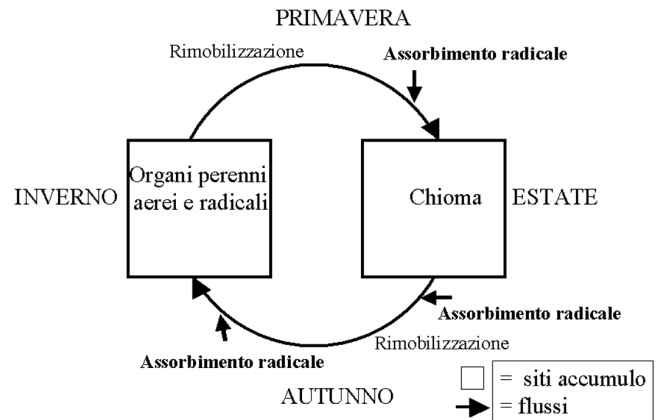 PRIMAVERA
Rimobilizzazione
Assorbimento radicale
INVERNO
Organi perenni
aerei e radicali
Chioma
ESTATE
Assorbimento radicale
Rimobilizzazione
Assorbimento radicale
AUTUNNO
= siti accumulo
= flussi